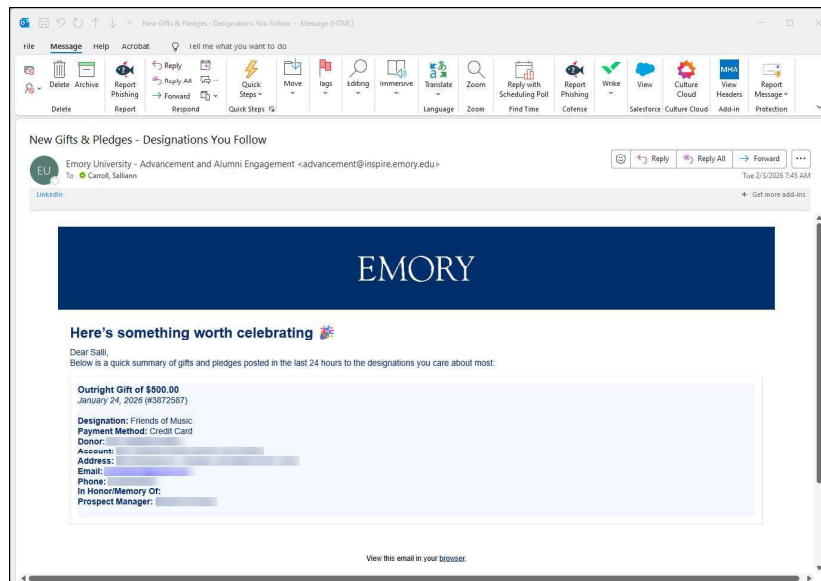 New Gifts & Pledges - Designations You Follow - Message (HTML)
File Message Help Acrobat Tell me what you want to do
Delete Archive
Report Phishing
Reply
Reply All
Forward
Quick Steps
Move
Tags
Editing
Immersive
Translate
Zoom
Reply with Scheduling Poll
Report Phishing
Wrike
View
Culture Cloud
MHA
View Headers
Report Message
Delete Report Respond Quick Steps Language Zoom Find Time Cofense Salesforce Culture Cloud Add-in Protection
New Gifts & Pledges - Designations You Follow
EU
Emory University - Advancement and Alumni Engagement <advancement@inspire.emory.edu>
To Carroll, Salliann
Reply Reply All Forward
Tue 2/3/2026 7:45 AM
LinkedIn + Get more add-ins
EMORY
Here's something worth celebrating 🎉
Dear Salli,
Below is a quick summary of gifts and pledges posted in the last 24 hours to the designations you care about most:
Outright Gift of $500.00
January 24, 2026 (#3872587)
Designation: Friends of Music
Payment Method: Credit Card
Donor:
Account:
Address:
Email:
Phone:
In Honor/Memory Of:
Prospect Manager:
View this email in your browser.